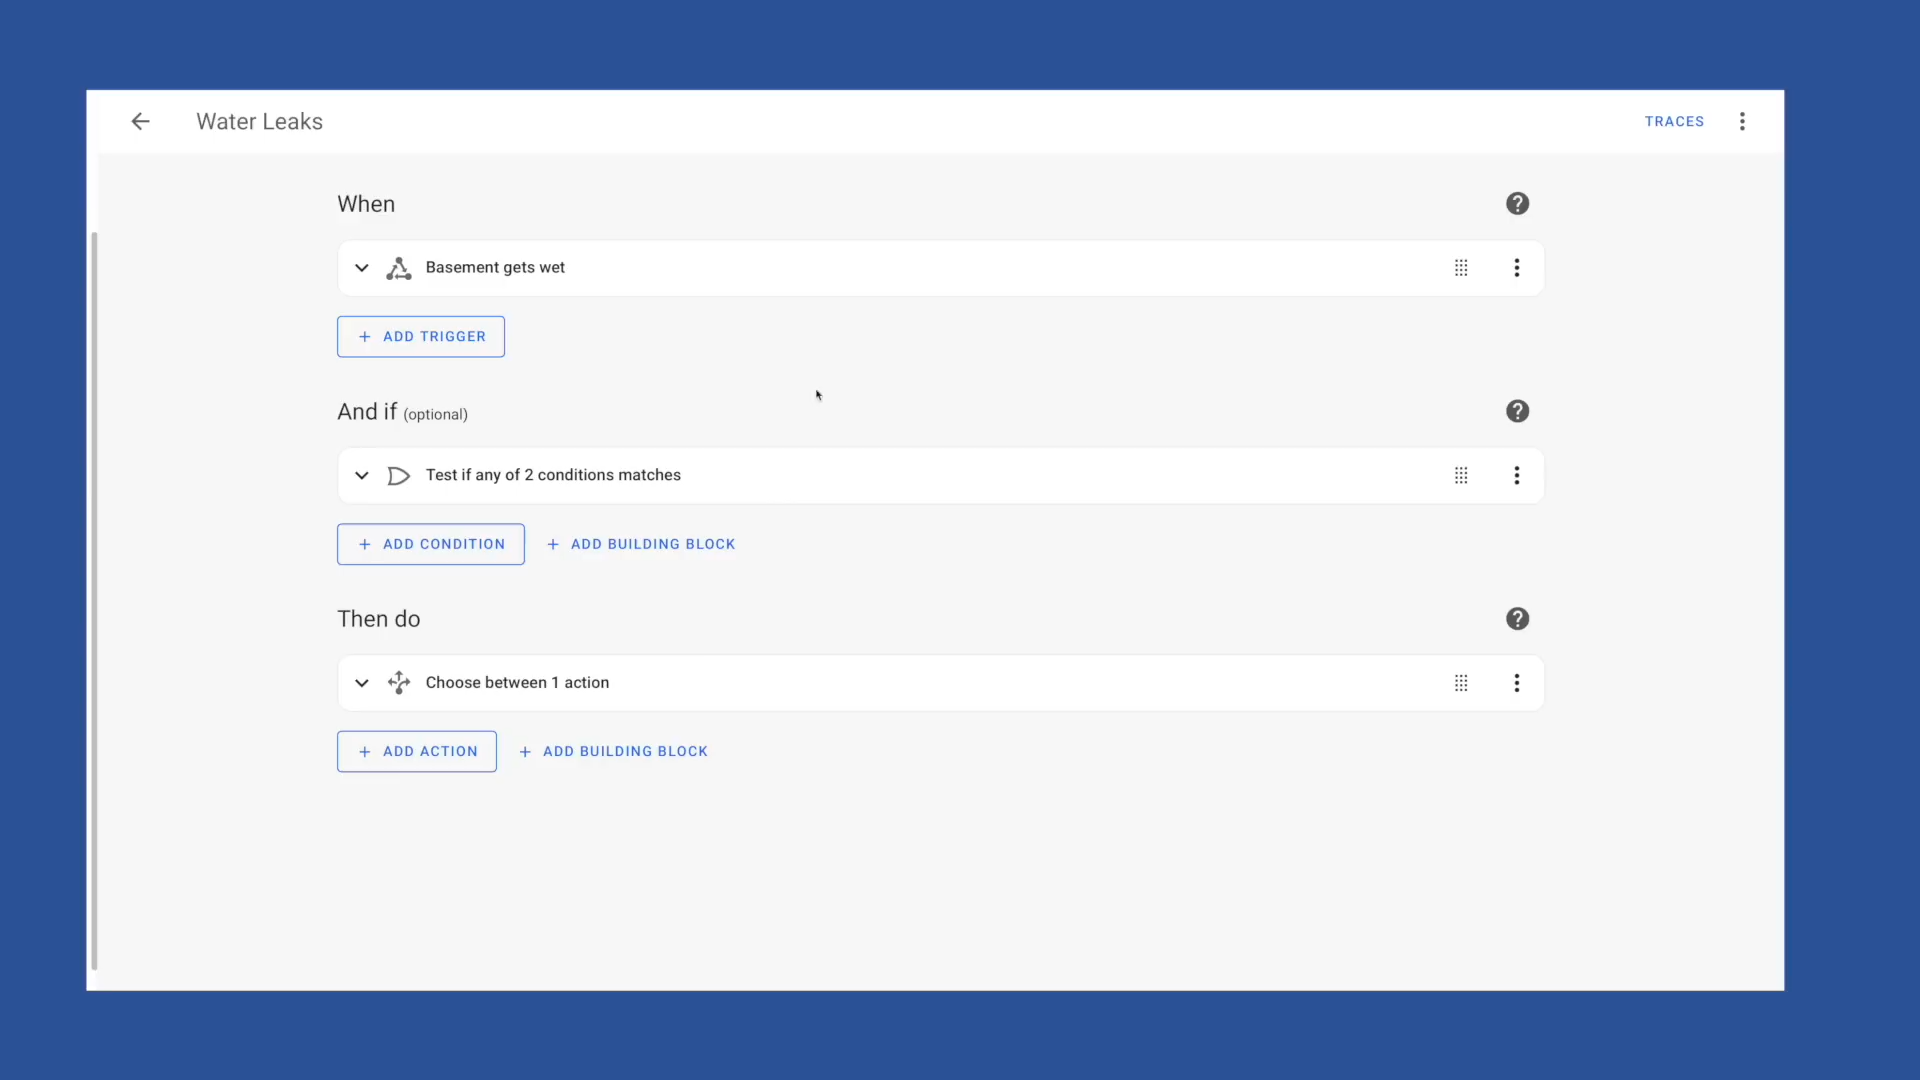 Water Leaks
TRACES
When
Basement gets wet
+ ADD TRIGGER
And if (optional)
Test if any of 2 conditions matches
+ ADD CONDITION + ADD BUILDING BLOCK
Then do
Choose between 1 action
+ ADD ACTION + ADD BUILDING BLOCK